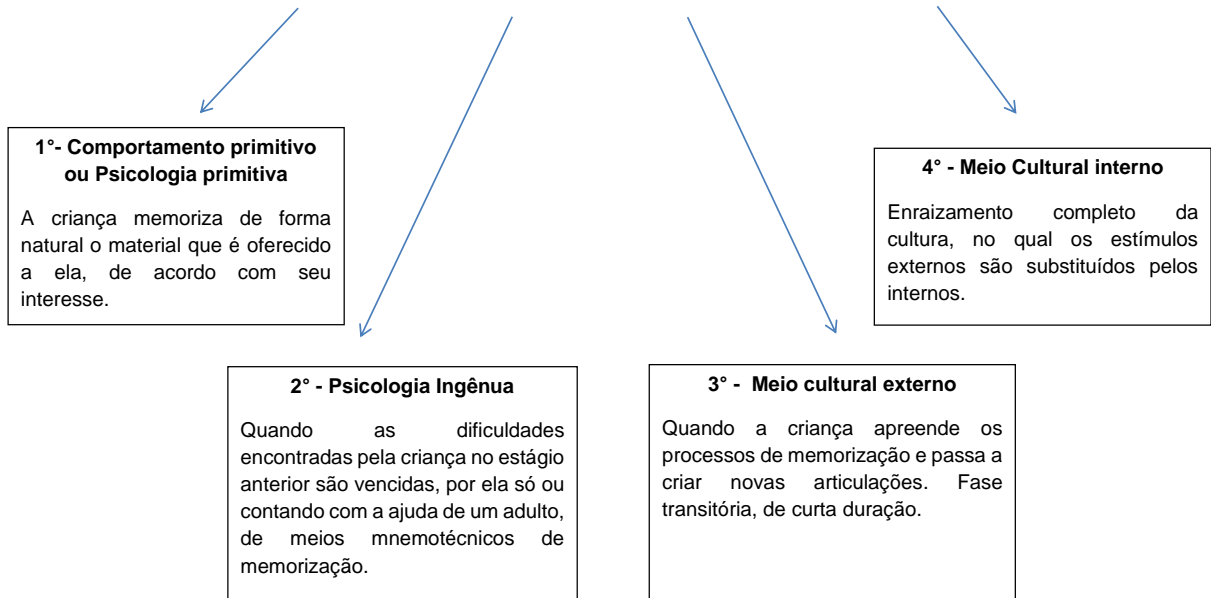 1°- Comportamento primitivo
ou Psicologia primitiva
A criança memoriza de forma
natural o material que é oferecido
a ela, de acordo com seu
interesse.
2° - Psicologia Ingênua
Quando as dificuldades
encontradas pela criança no estágio
anterior são vencidas, por ela só ou
contando com a ajuda de um adulto,
de meios mnemotécnicos de
memorização.
3° - Meio cultural externo
Quando a criança apreende os
processos de memorização e passa a
criar novas articulações. Fase
transitória, de curta duração.
4° - Meio Cultural interno
Enraizamento completo da
cultura, no qual os estímulos
externos são substituídos pelos
internos.